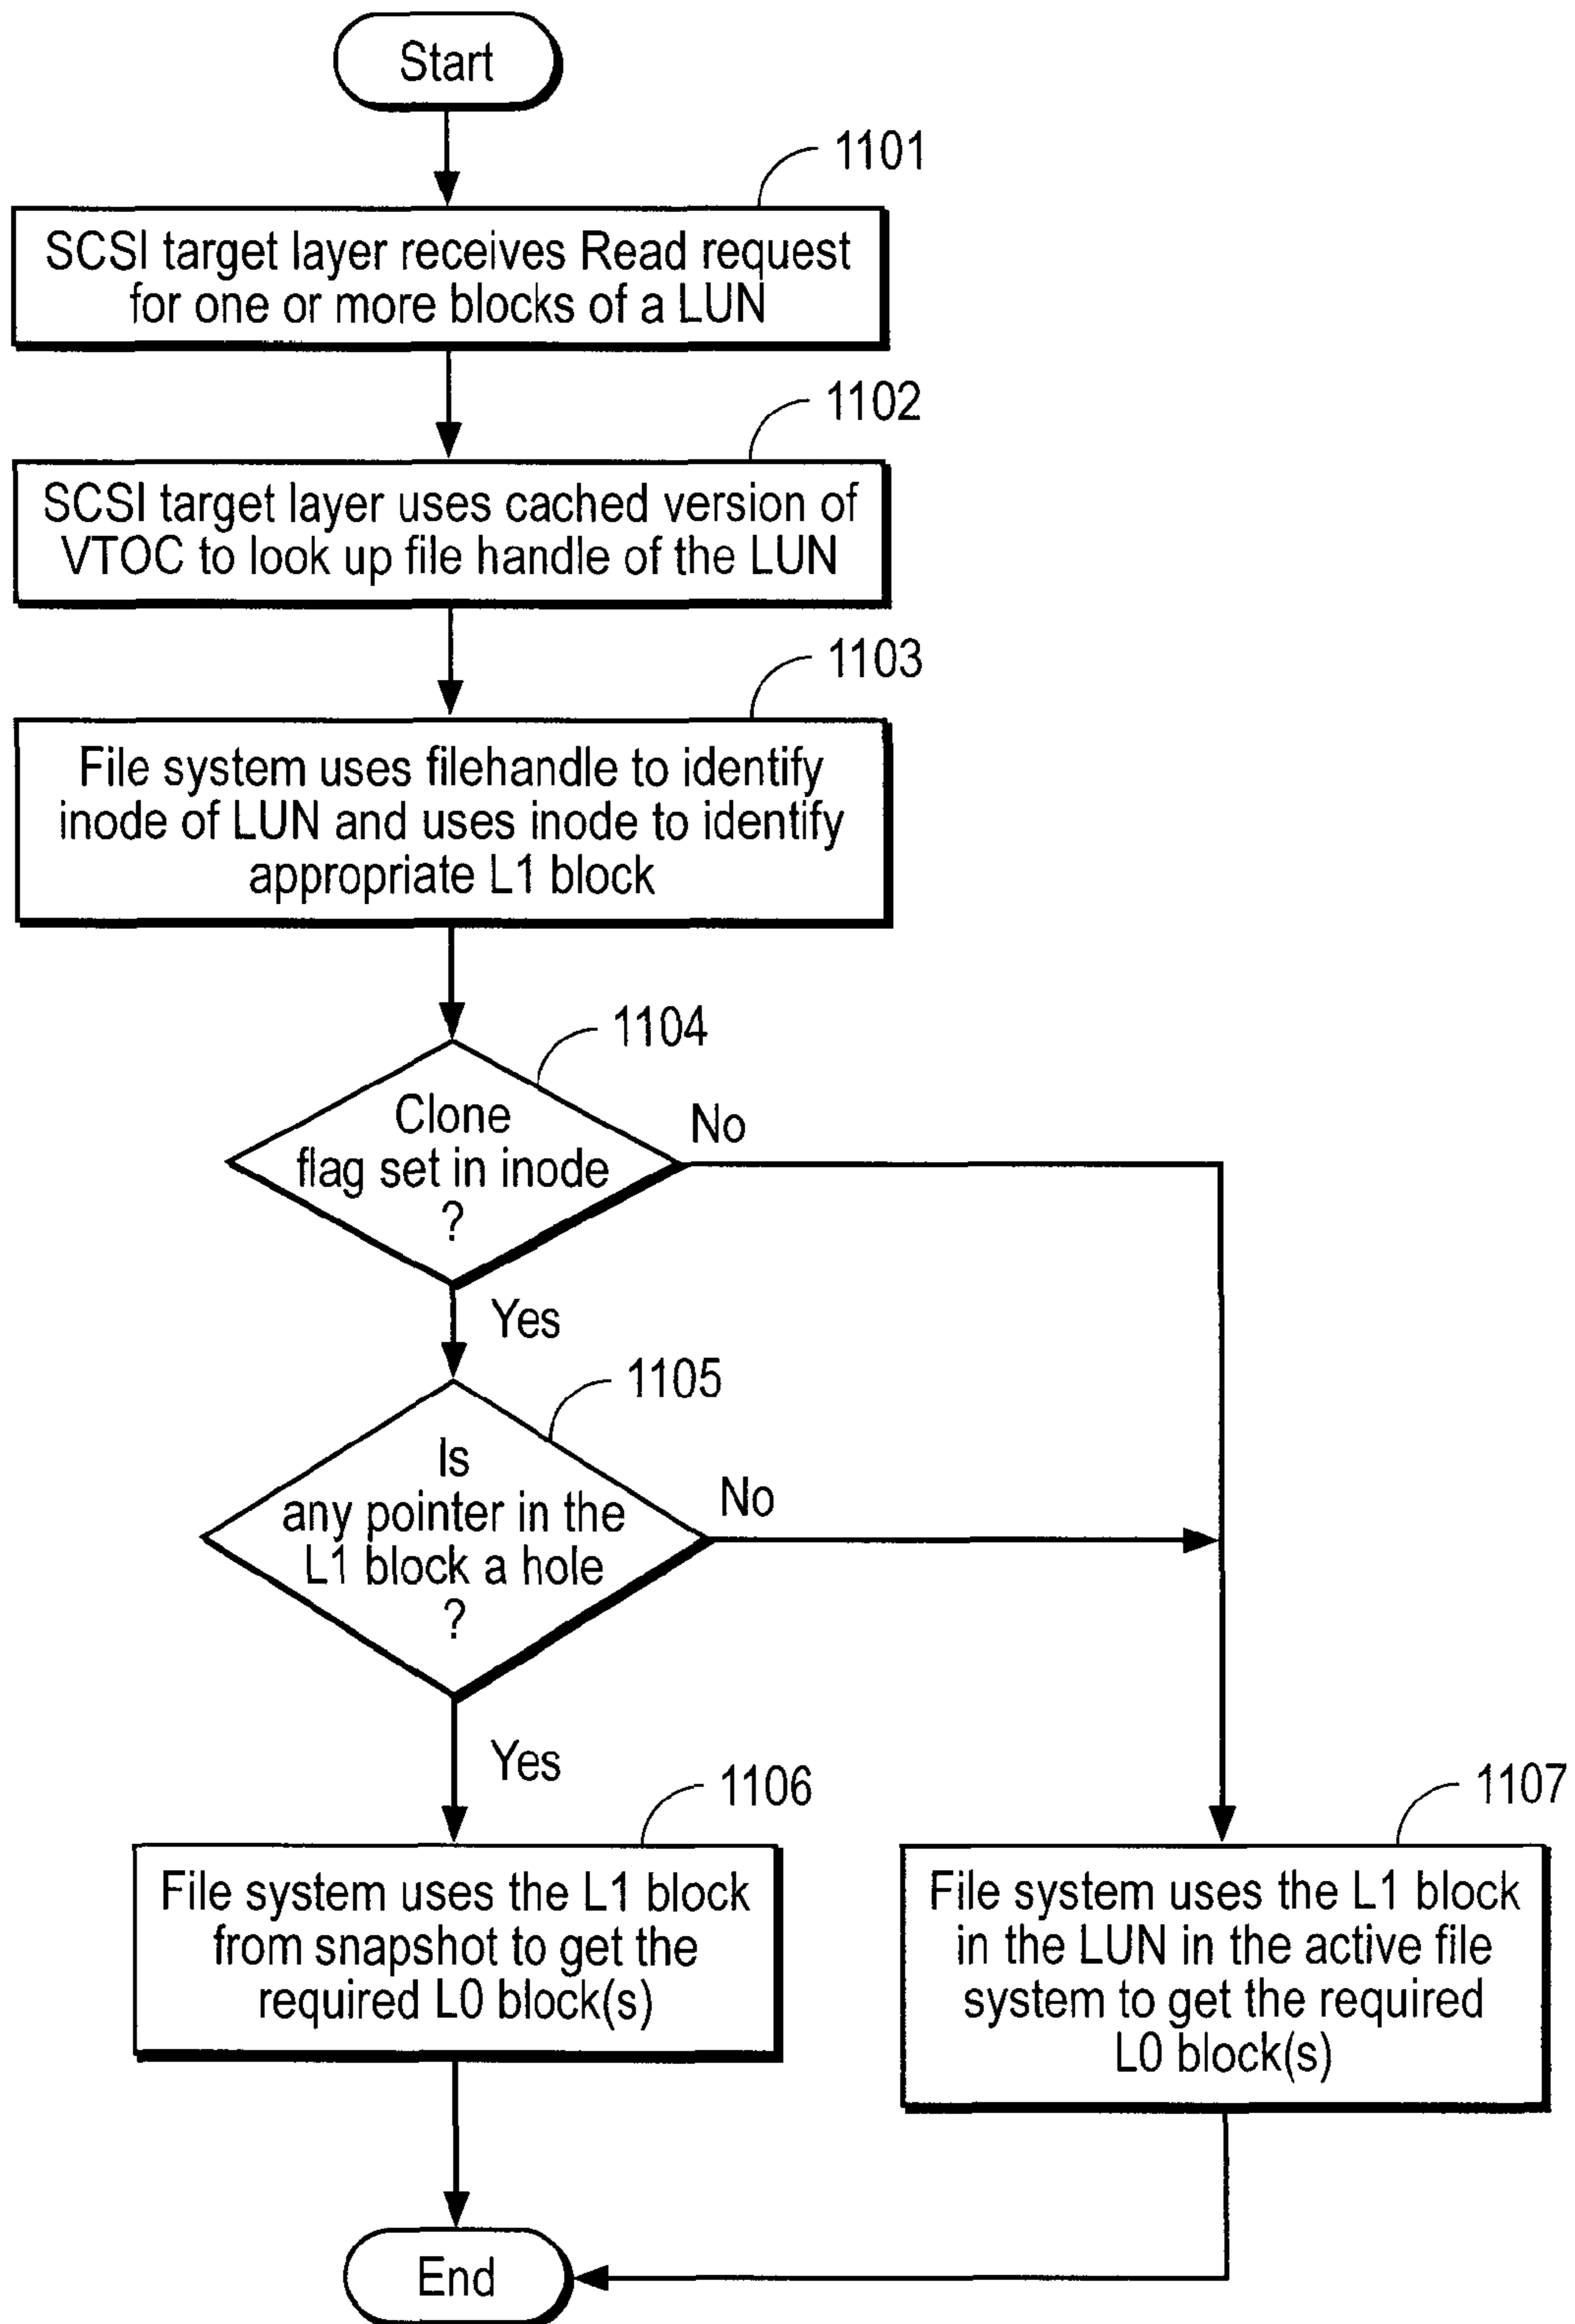 Start
1101
SCSI target layer receives Read request
for one or more blocks of a LUN
1102
SCSI target layer uses cached version of
VTOC to look up file handle of the LUN
1103
File system uses filehandle to identify
inode of LUN and uses inode to identify
appropriate L1 block
1104
Clone
flag set in inode
?
No
Yes
1105
Is
any pointer in the
L1 block a hole
?
No
Yes
1106
File system uses the L1 block
from snapshot to get the
required L0 block(s)
1107
File system uses the L1 block
in the LUN in the active file
system to get the required
L0 block(s)
End